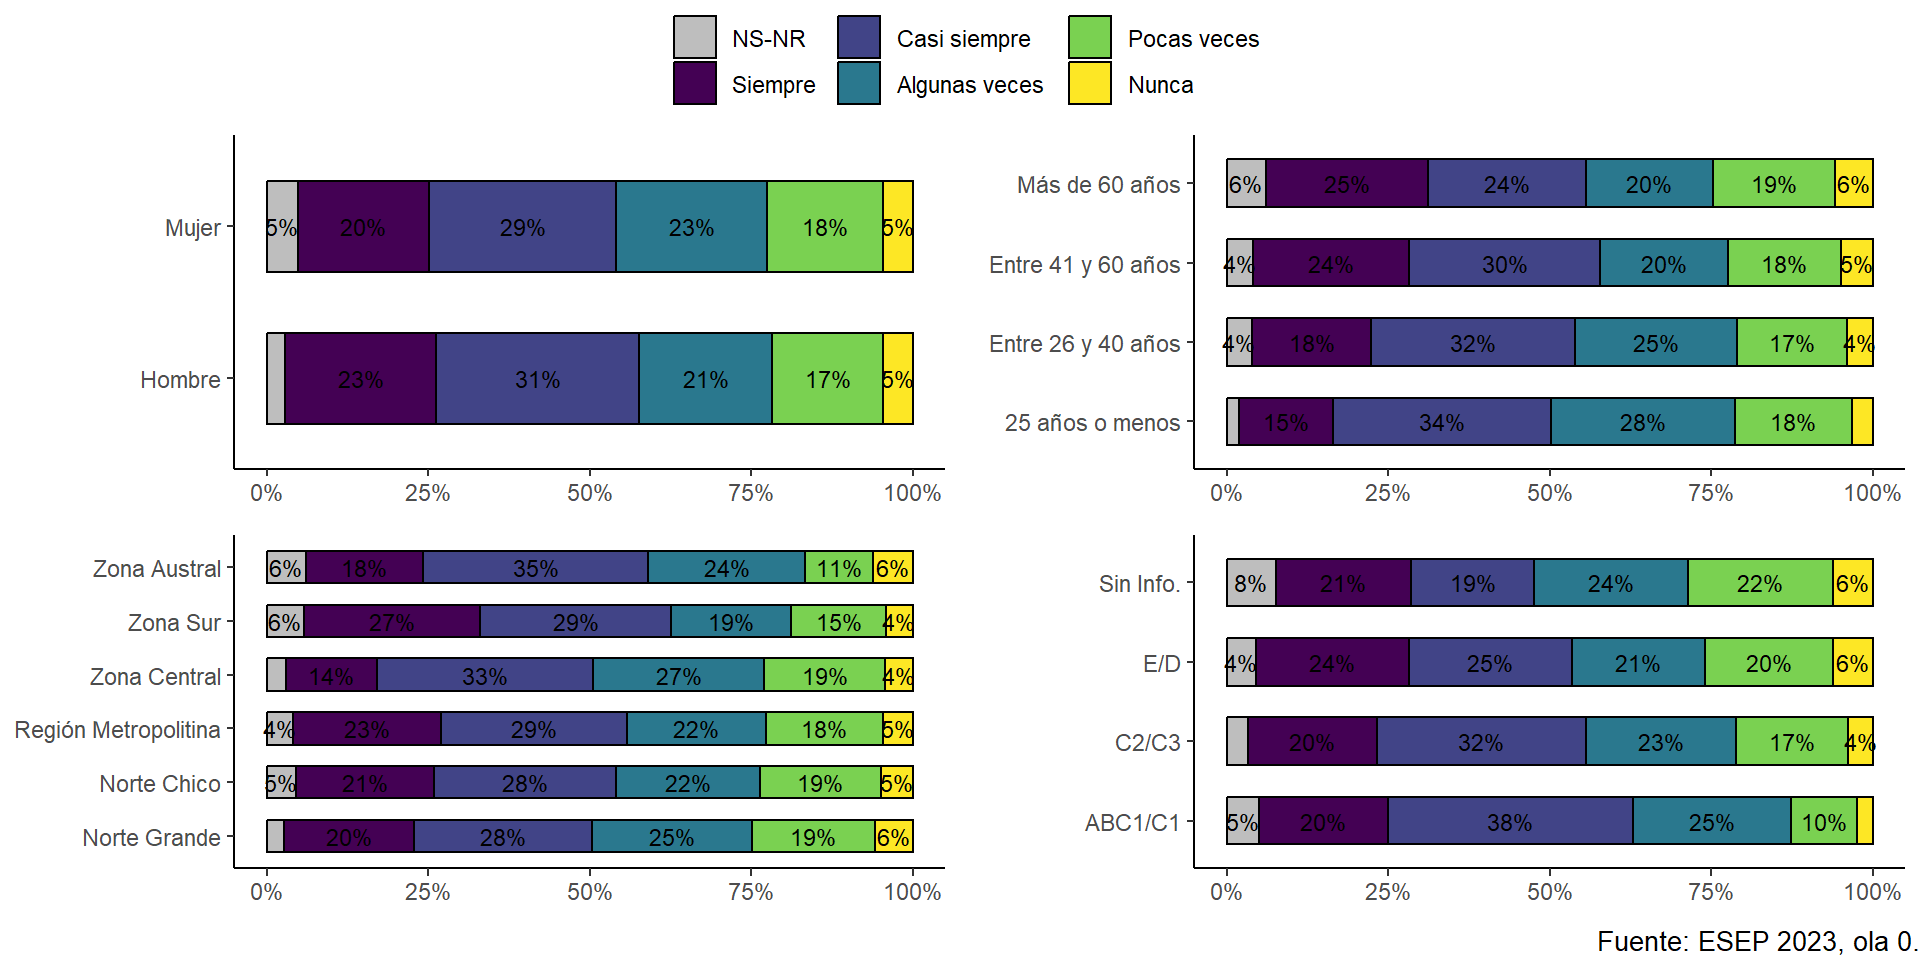 NS-NR Casi siempre Pocas veces
Siempre Algunas veces Nunca
Mujer 5% 20% 29% 23% 18% 5%
Hombre 23% 31% 21% 17% 5%
0% 25% 50% 75% 100%
Más de 60 años 6% 25% 24% 20% 19% 6%
Entre 41 y 60 años 4% 24% 30% 20% 18% 5%
Entre 26 y 40 años 4% 18% 32% 25% 17% 4%
25 años o menos 15% 34% 28% 18%
0% 25% 50% 75% 100%
Zona Austral 6% 18% 35% 24% 11% 6%
Zona Sur 6% 27% 29% 19% 15% 4%
Zona Central 14% 33% 27% 19% 4%
Región Metropolitina 4% 23% 29% 22% 18% 5%
Norte Chico 5% 21% 28% 22% 19% 5%
Norte Grande 20% 28% 25% 19% 6%
0% 25% 50% 75% 100%
Sin Info. 8% 21% 19% 24% 22% 6%
E/D 4% 24% 25% 21% 20% 6%
C2/C3 20% 32% 23% 17% 4%
ABC1/C1 5% 20% 38% 25% 10%
0% 25% 50% 75% 100%
Fuente: ESEP 2023, ola 0.